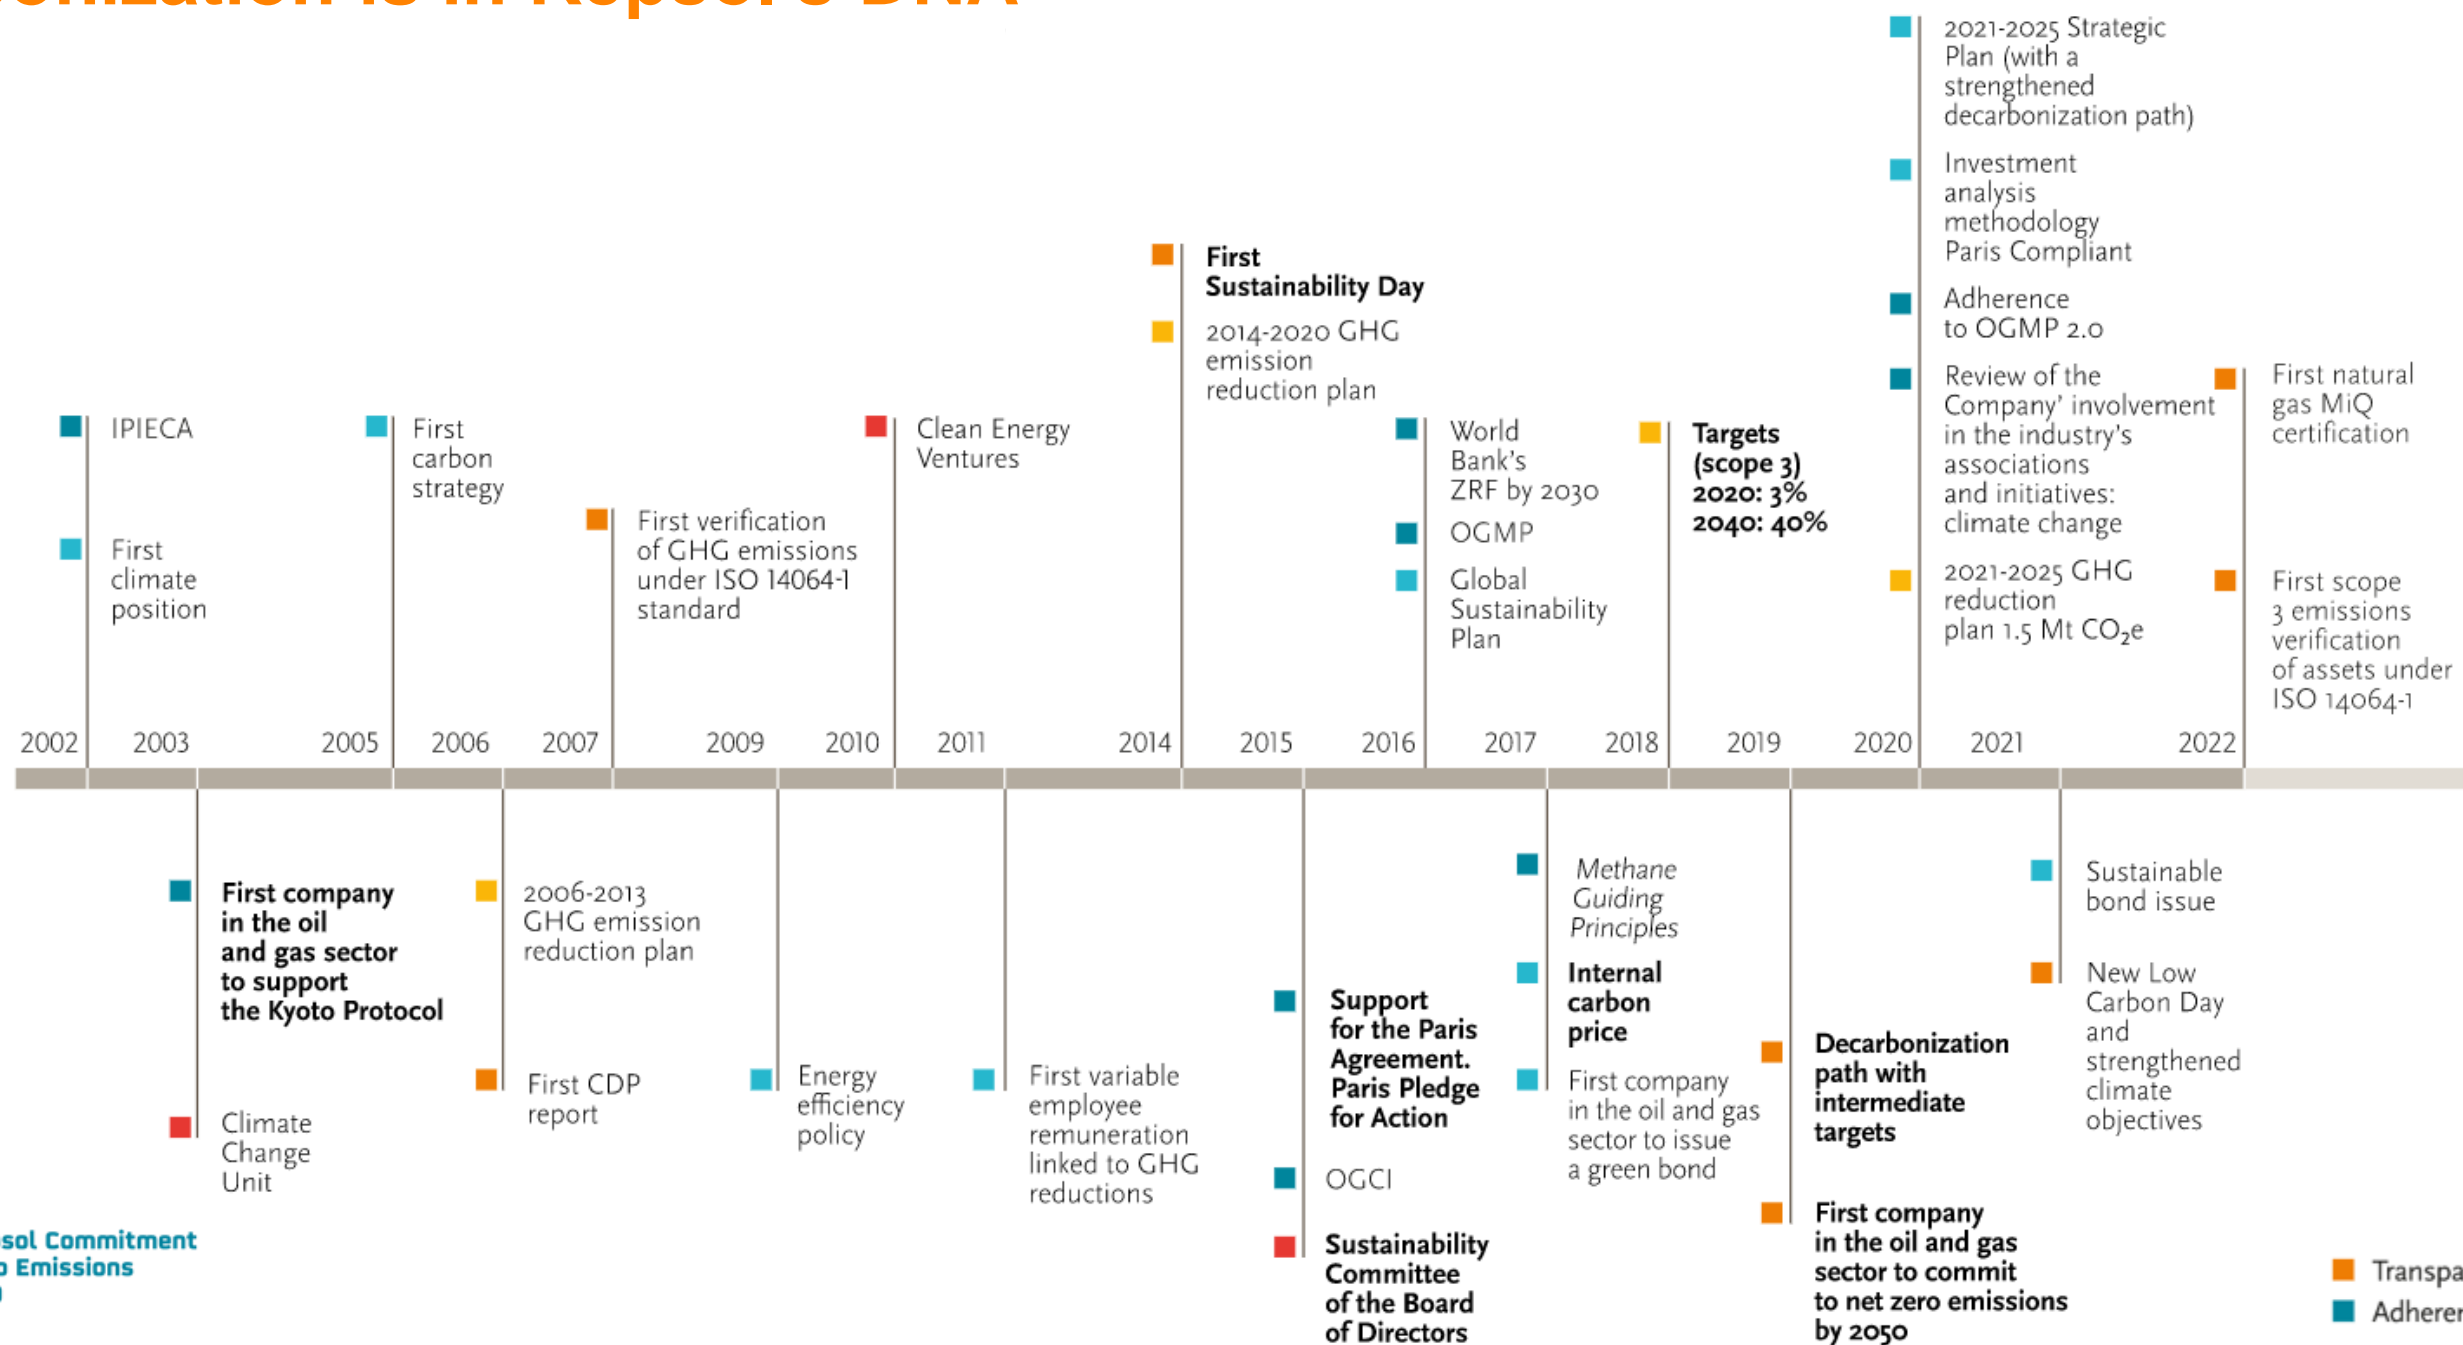 is in Repsol's DNA
2021-2025 Strategic
Plan (with a
strengthened
decarbonization path)
Investment
analysis
methodology
Paris Compliant
Adherence
to OGMP 2.0
Review of the
Company' involvement
in the industry's
associations
and initiatives:
climate change
2021-2025 GHG
reduction
plan 1.5 Mt CO₂e
First
Sustainability Day
2014-2020 GHG
emission
reduction plan
IPIECA
First
climate
position
First
carbon
strategy
First verification
of GHG emissions
under ISO 14064-1
standard
Clean Energy
Ventures
World
Bank's
ZRF by 2030
OGMP
Global
Sustainability
Plan
Targets
(scope 3)
2020: 3%
2040: 40%
First natural
gas MiQ
certification
First scope
3 emissions
verification
of assets under
ISO 14064-1
2002 2003 2005 2006 2007 2009 2010 2011 2014 2015 2016 2017 2018 2019 2020 2021 2022
First company
in the oil
and gas sector
to support
the Kyoto Protocol
Climate
Change
Unit
2006-2013
GHG emission
reduction plan
First CDP
report
Energy
efficiency
policy
First variable
employee
remuneration
linked to GHG
reductions
Support
for the Paris
Agreement.
Paris Pledge
for Action
OGCI
Sustainability
Committee
of the Board
of Directors
Methane
Guiding
Principles
Internal
carbon
price
First company
in the oil and gas
sector to issue
a green bond
Decarbonization
path with
intermediate
targets
First company
in the oil and gas
sector to commit
to net zero emissions
by 2050
Sustainable
bond issue
New Low
Carbon Day
and
strengthened
climate
objectives
Commitment
Emissions